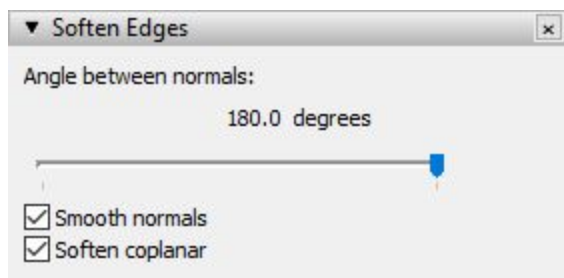 Soften Edges
Angle between normals:
180.0 degrees
Smooth normals
Soften coplanar